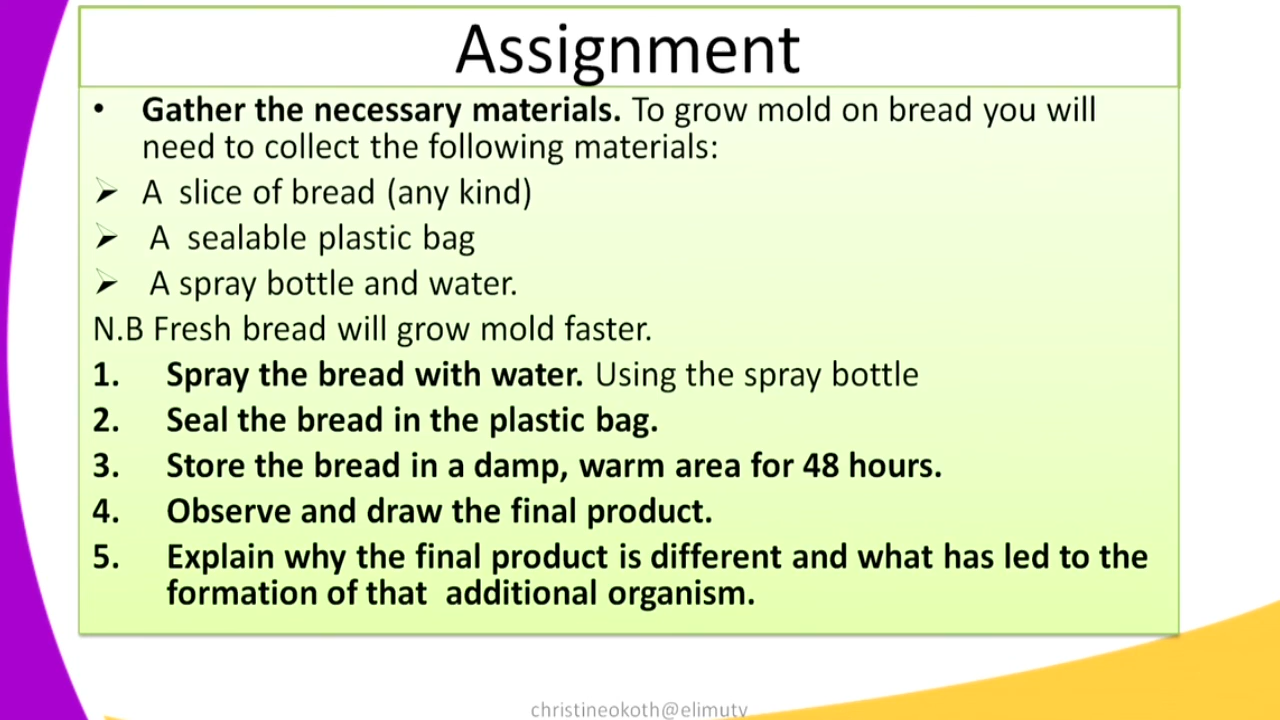 Assignment
• Gather the necessary materials. To grow mold on bread you will
need to collect the following materials:
➢ A slice of bread (any kind)
➢ A sealable plastic bag
➢ A spray bottle and water.
N.B Fresh bread will grow mold faster.
1. Spray the bread with water. Using the spray bottle
2. Seal the bread in the plastic bag.
3. Store the bread in a damp, warm area for 48 hours.
4. Observe and draw the final product.
5. Explain why the final product is different and what has led to the
formation of that additional organism.
christineokoth@elimutv